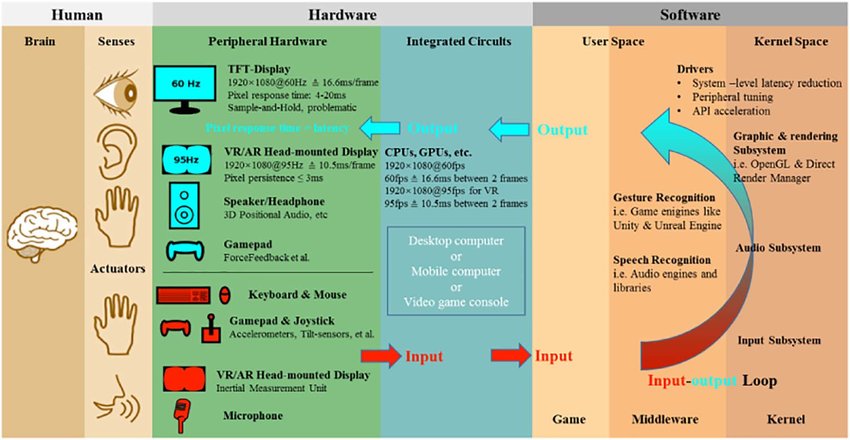 Human
Hardware
Software
Brain
Senses
Peripheral Hardware
Integrated Circults
User Space
Kernel Space
TFT-Display
1920×1080@60Hz ≙ 16.6ms/frame
Pixel response time: 4-20ms
Sample-and-Hold, problematic
60 Hz
Pixel response time ≠ latency
Output
Output
Drivers
• System –level latency reduction
• Peripheral tuning
• API acceleration
VR/AR Head-mounted Display
1920×1080@95Hz ≙ 10.5ms/frame
Pixel persistence ≤ 3ms
95Hz
CPUs, GPUs, etc.
1920×1080@60fps
60fps ≙ 16.6ms between 2 frames
1920×1080@95fps for VR
95fps ≙ 10.5ms between 2 frames
Graphic & rendering
Subsystem
i.e. OpenGL & Direct
Render Manager
Speaker/Headphone
3D Positional Audio, etc
Gesture Recognition
i.e. Game enigines like
Unity & Unreal Engine
Gamepad
ForceFeedback et al.
Desktop computer
or
Mobile computer
or
Video game console
Audio Subsystem
Speech Recognition
i.e. Audio engines and
libraries
Actuators
Keyboard & Mouse
Gamepad & Joystick
Accelerometers, Tilt-sensors, et al.
Input Subsystem
Input
Input
VR/AR Head-mounted Display
Inertial Measurement Unit
Input-output Loop
Microphone
Game
Middleware
Kernel